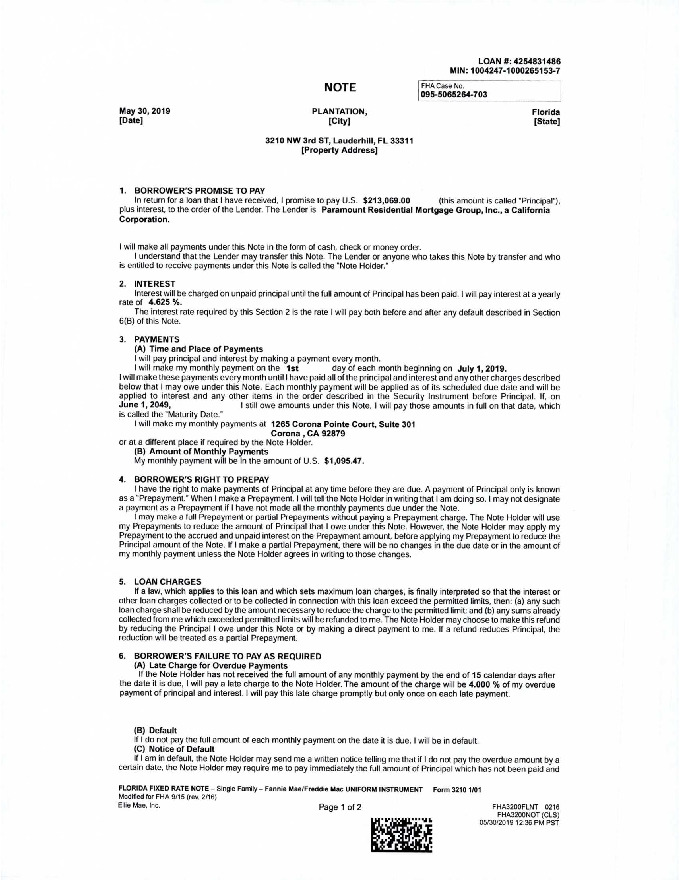 LOAN #: 4254831486
MIN: 1004247-1000265153-7
NOTE
FHA Case No.
095-5065264-703
May 30, 2019
[Date]
PLANTATION,
[City]
Florida
[State]
3210 NW 3rd ST, Lauderhill, FL 33311
[Property Address]
1. BORROWER'S PROMISE TO PAY
In return for a loan that I have received, I promise to pay U.S. $213,069.00 (this amount is called "Principal"),
plus interest, to the order of the Lender. The Lender is Paramount Residential Mortgage Group, Inc., a California
Corporation.
I will make all payments under this Note in the form of cash, check or money order.
I understand that the Lender may transfer this Note. The Lender or anyone who takes this Note by transfer and who
is entitled to receive payments under this Note is called the "Note Holder."
2. INTEREST
Interest will be charged on unpaid principal until the full amount of Principal has been paid. I will pay interest at a yearly
rate of 4.625 %.
The interest rate required by this Section 2 is the rate I will pay both before and after any default described in Section
6(B) of this Note.
3. PAYMENTS
(A) Time and Place of Payments
I will pay principal and interest by making a payment every month.
I will make my monthly payment on the 1st day of each month beginning on July 1, 2019.
I will make these payments every month until I have paid all of the principal and interest and any other charges described
below that I may owe under this Note. Each monthly payment will be applied as of its scheduled due date and will be
applied to interest and any other items in the order described in the Security Instrument before Principal. If, on
June 1, 2049, I still owe amounts under this Note, I will pay those amounts in full on that date, which
is called the "Maturity Date."
I will make my monthly payments at 1265 Corona Pointe Court, Suite 301
Corona , CA 92879
or at a different place if required by the Note Holder.
(B) Amount of Monthly Payments
My monthly payment will be in the amount of U.S. $1,095.47.
4. BORROWER'S RIGHT TO PREPAY
I have the right to make payments of Principal at any time before they are due. A payment of Principal only is known
as a "Prepayment." When I make a Prepayment, I will tell the Note Holder in writing that I am doing so. I may not designate
a payment as a Prepayment if I have not made all the monthly payments due under the Note.
I may make a full Prepayment or partial Prepayments without paying a Prepayment charge. The Note Holder will use
my Prepayments to reduce the amount of Principal that I owe under this Note. However, the Note Holder may apply my
Prepayment to the accrued and unpaid interest on the Prepayment amount, before applying my Prepayment to reduce the
Principal amount of the Note. If I make a partial Prepayment, there will be no changes in the due date or in the amount of
my monthly payment unless the Note Holder agrees in writing to those changes.
5. LOAN CHARGES
If a law, which applies to this loan and which sets maximum loan charges, is finally interpreted so that the interest or
other loan charges collected or to be collected in connection with this loan exceed the permitted limits, then: (a) any such
loan charge shall be reduced by the amount necessary to reduce the charge to the permitted limit; and (b) any sums already
collected from me which exceeded permitted limits will be refunded to me. The Note Holder may choose to make this refund
by reducing the Principal I owe under this Note or by making a direct payment to me. If a refund reduces Principal, the
reduction will be treated as a partial Prepayment.
6. BORROWER'S FAILURE TO PAY AS REQUIRED
(A) Late Charge for Overdue Payments
If the Note Holder has not received the full amount of any monthly payment by the end of 15 calendar days after
the date it is due, I will pay a late charge to the Note Holder. The amount of the charge will be 4.000 % of my overdue
payment of principal and interest. I will pay this late charge promptly but only once on each late payment.
(B) Default
If I do not pay the full amount of each monthly payment on the date it is due, I will be in default.
(C) Notice of Default
If I am in default, the Note Holder may send me a written notice telling me that if I do not pay the overdue amount by a
certain date, the Note Holder may require me to pay immediately the full amount of Principal which has not been paid and
FLORIDA FIXED RATE NOTE – Single Family – Fannie Mae/Freddie Mac UNIFORM INSTRUMENT Form 3210 1/01
Modified for FHA 9/15 (rev. 2/16)
Ellie Mae, Inc.
Page 1 of 2
FHA3200FLNT 0216
FHA3200NOT (CLS)
05/30/2019 12:36 PM PST